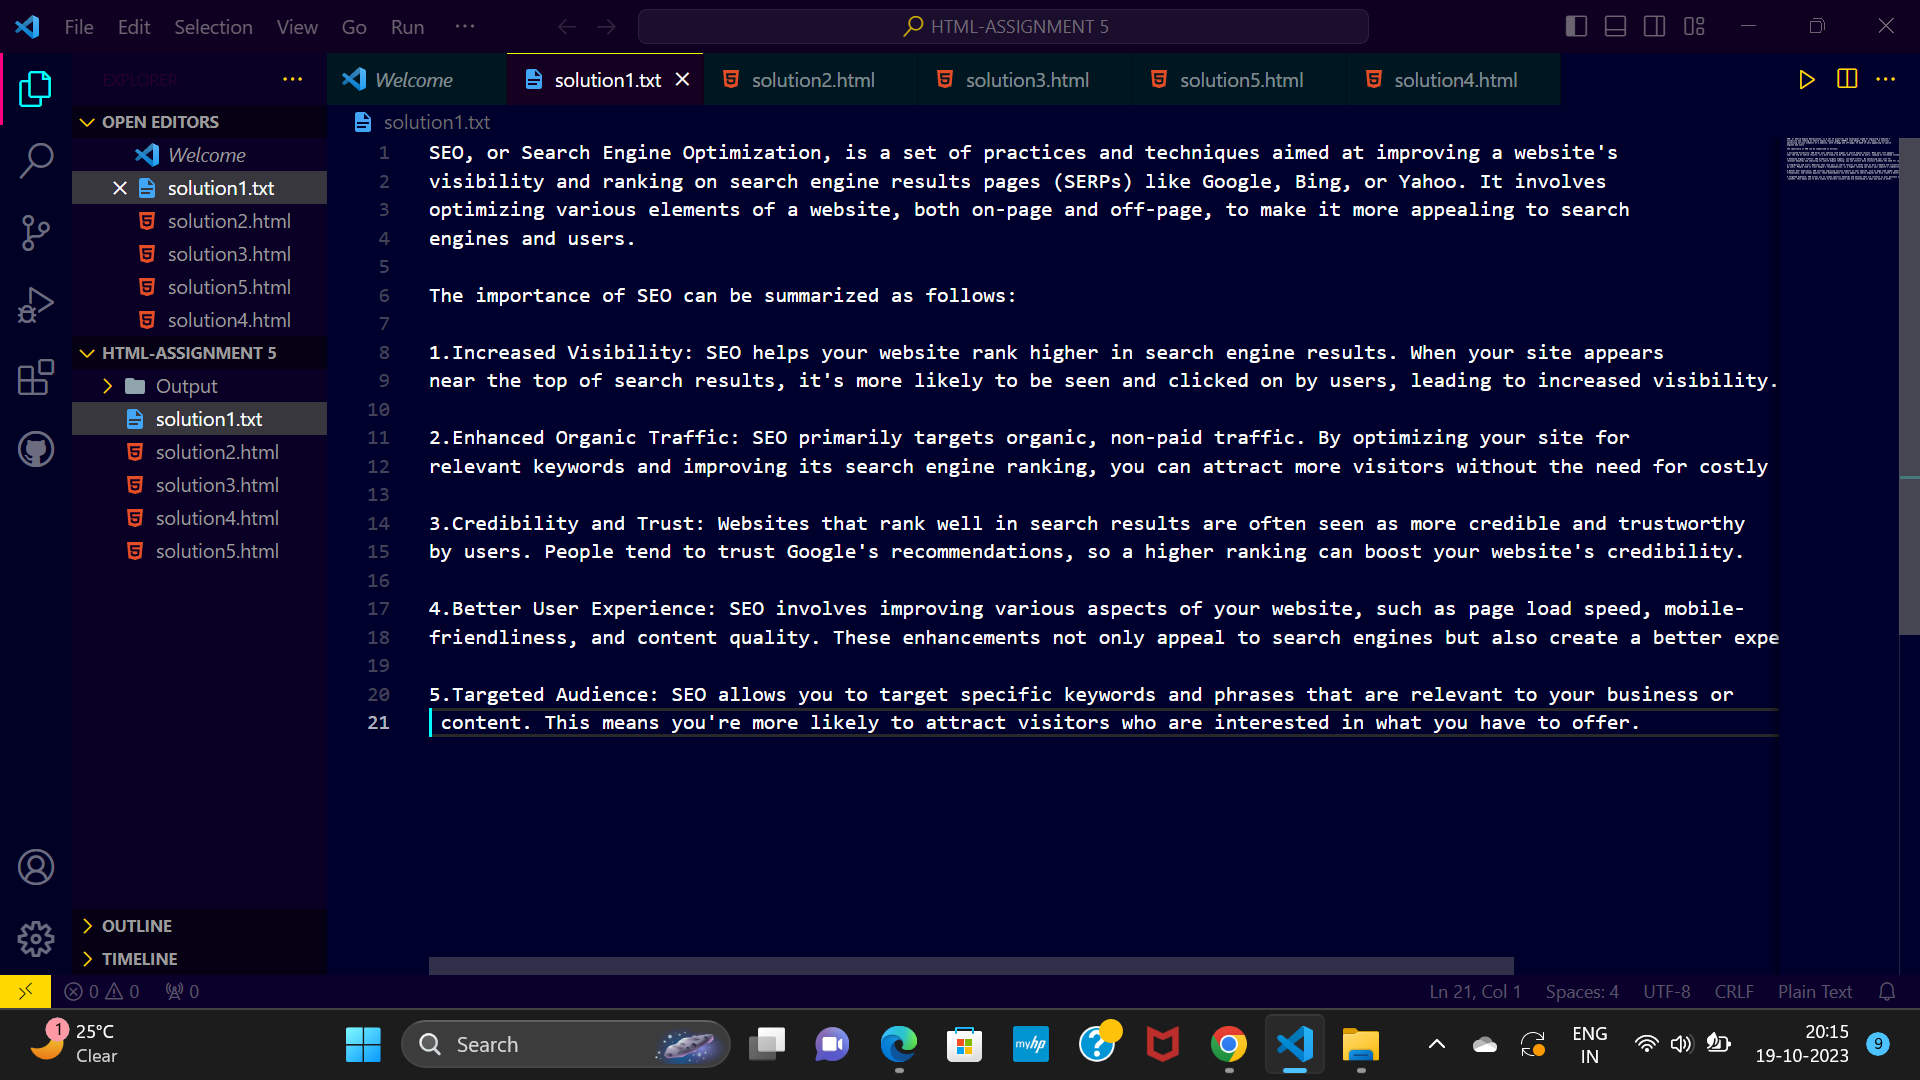 File Edit Selection View Go Run ···
HTML-ASSIGNMENT 5
EXPLORER
OPEN EDITORS
Welcome
solution1.txt
solution2.html
solution3.html
solution5.html
solution4.html
HTML-ASSIGNMENT 5
Output
solution1.txt
solution2.html
solution3.html
solution4.html
solution5.html
OUTLINE
TIMELINE
Welcome solution1.txt solution2.html solution3.html solution5.html solution4.html
solution1.txt
1 SEO, or Search Engine Optimization, is a set of practices and techniques aimed at improving a website's
2 visibility and ranking on search engine results pages (SERPs) like Google, Bing, or Yahoo. It involves
3 optimizing various elements of a website, both on-page and off-page, to make it more appealing to search
4 engines and users.
5
6 The importance of SEO can be summarized as follows:
7
8 1.Increased Visibility: SEO helps your website rank higher in search engine results. When your site appears
9 near the top of search results, it's more likely to be seen and clicked on by users, leading to increased visibility.
10
11 2.Enhanced Organic Traffic: SEO primarily targets organic, non-paid traffic. By optimizing your site for
12 relevant keywords and improving its search engine ranking, you can attract more visitors without the need for costly
13
14 3.Credibility and Trust: Websites that rank well in search results are often seen as more credible and trustworthy
15 by users. People tend to trust Google's recommendations, so a higher ranking can boost your website's credibility.
16
17 4.Better User Experience: SEO involves improving various aspects of your website, such as page load speed, mobile-
18 friendliness, and content quality. These enhancements not only appeal to search engines but also create a better expe
19
20 5.Targeted Audience: SEO allows you to target specific keywords and phrases that are relevant to your business or
21 content. This means you're more likely to attract visitors who are interested in what you have to offer.
0 0 0 Ln 21, Col 1 Spaces: 4 UTF-8 CRLF Plain Text
1 25°C
Clear
Search
myhp
ENG
IN
20:15
19-10-2023
9